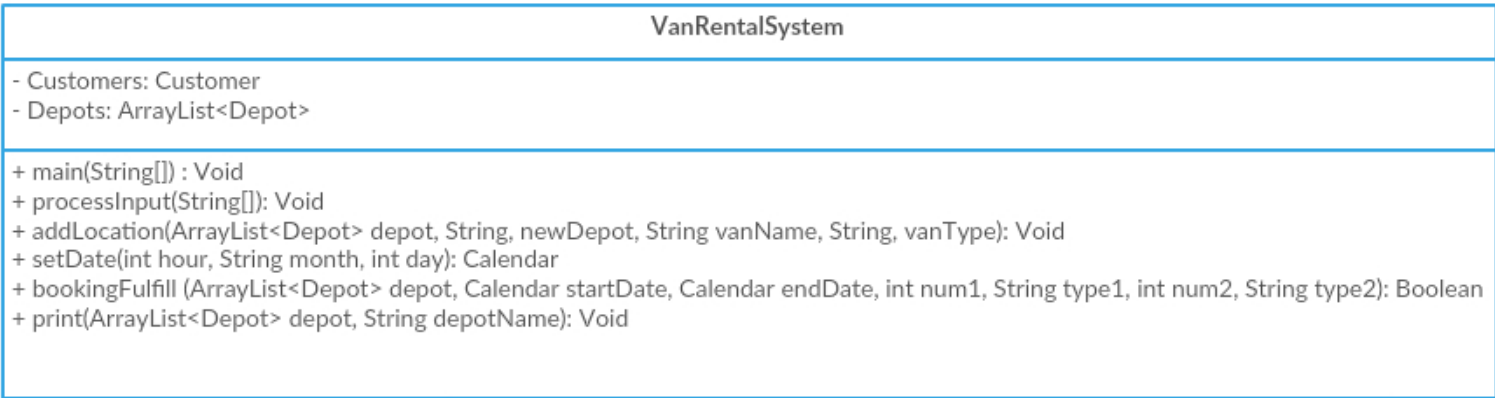 VanRentalSystem
- Customers: Customer
- Depots: ArrayList<Depot>
+ main(String[]) : Void
+ processInput(String[]): Void
+ addLocation(ArrayList<Depot> depot, String, newDepot, String vanName, String, vanType): Void
+ setDate(int hour, String month, int day): Calendar
+ bookingFulfill (ArrayList<Depot> depot, Calendar startDate, Calendar endDate, int num1, String type1, int num2, String type2): Boolean
+ print(ArrayList<Depot> depot, String depotName): Void